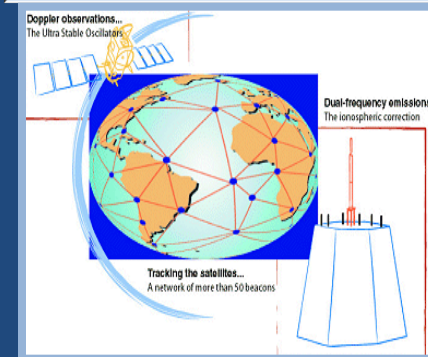 Doppler observations...
The Ultra Stable Oscillators
Dual-frequency emissions
The ionospheric correction
Tracking the satellites...
A network of more than 50 beacons